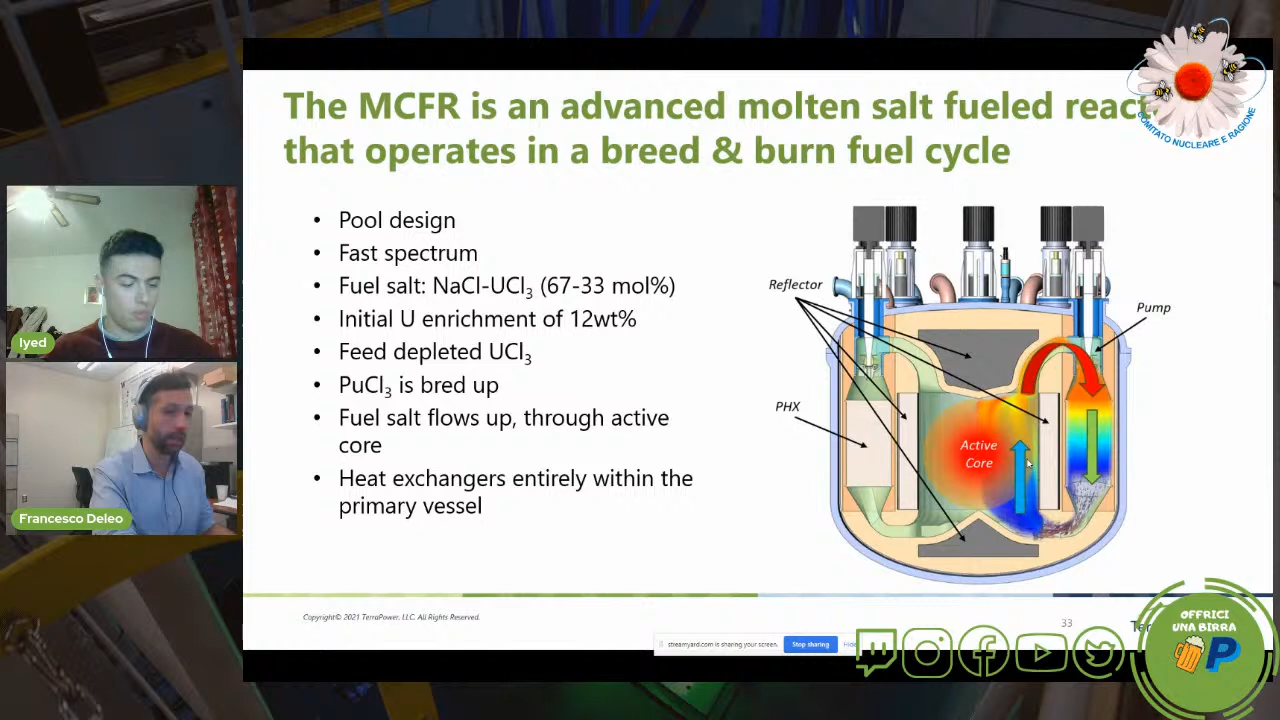 The MCFR is an advanced molten salt fueled react
that operates in a breed & burn fuel cycle
COMITATO NUCLEARE E RAGIONE
• Pool design
• Fast spectrum
• Fuel salt: NaCl-UCl₃ (67-33 mol%)
• Initial U enrichment of 12wt%
• Feed depleted UCl₃
• PuCl₃ is bred up
• Fuel salt flows up, through active
core
• Heat exchangers entirely within the
primary vessel
Reflector
Pump
PHX
Active
Core
Iyed
Francesco Deleo
Copyright© 2021 TerraPower, LLC. All Rights Reserved.
33
Ter
streamyard.com is sharing your screen.
Stop sharing
Hide
OFFRICI
UNA BIRRA
P